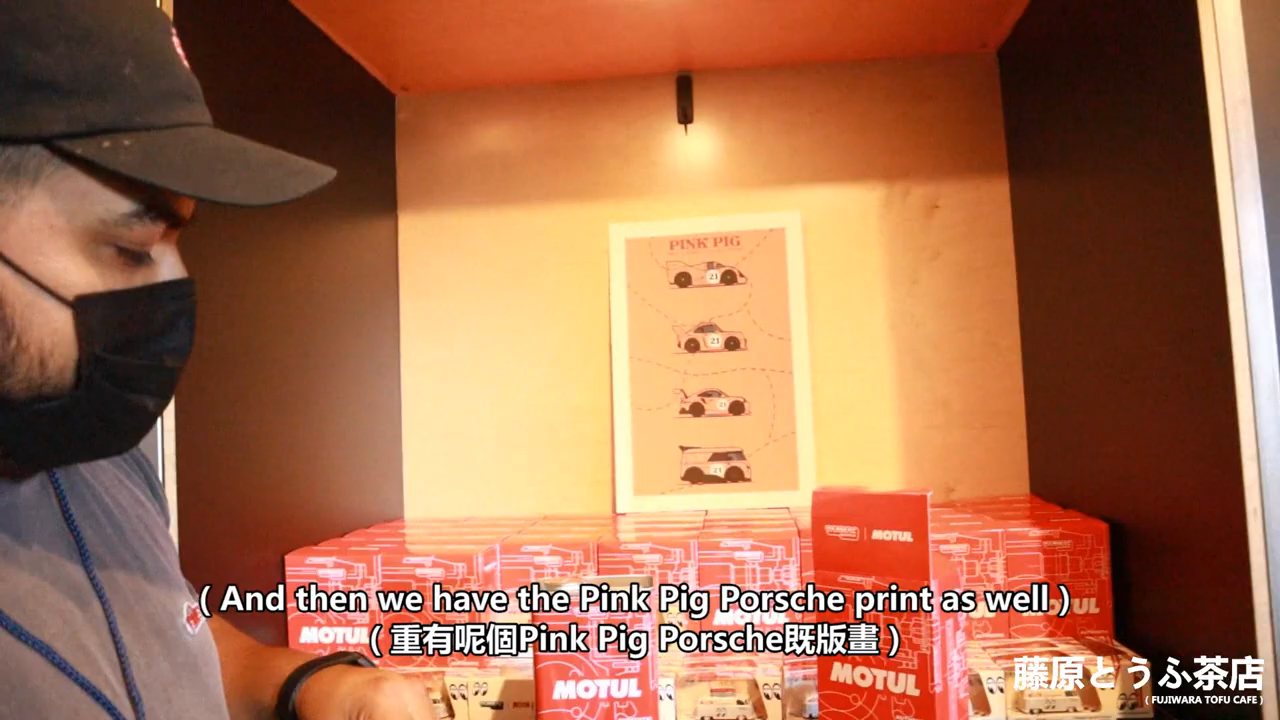 PINK PIG
21
21
21
21
MOTUL
( And then we have the Pink Pig Porsche print as well )
MOTUL
MOTUL
( 重有呢個Pink Pig Porsche既版畫 )
MOTUL
MOTUL
藤原とうふ茶店
( FUJIWARA TOFU CAFE )